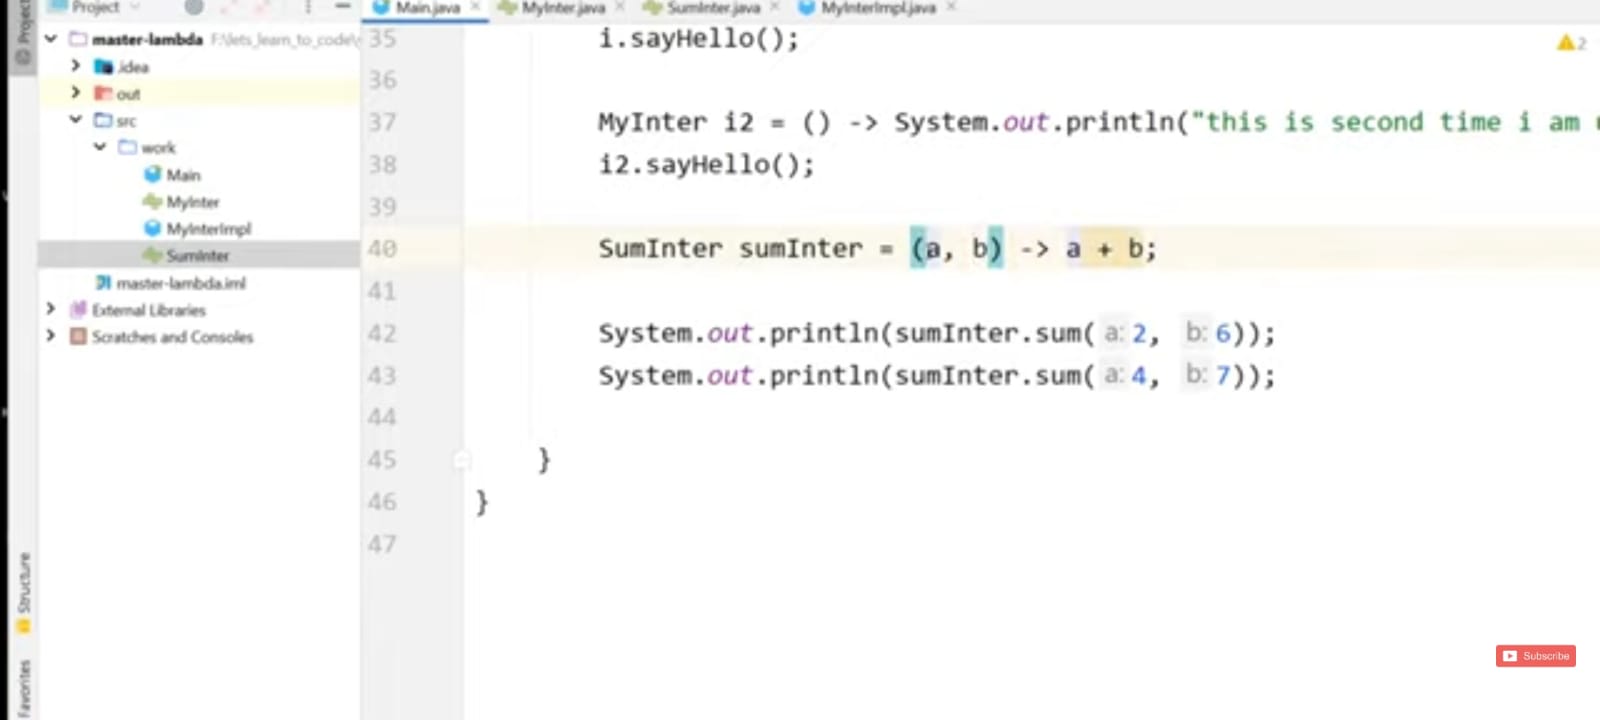 Project
Main.java
MyInter.java
SumInter.java
MyInterImpl.java
Project
master-lambda F:\lets_learn_to_code\
.idea
out
src
work
Main
MyInter
MyInterImpl
SumInter
master-lambda.iml
External Libraries
Scratches and Consoles
Structure
Favorites
35 i.sayHello();
36
37 MyInter i2 = () -> System.out.println("this is second time i am
38 i2.sayHello();
39
40 SumInter sumInter = (a, b) -> a + b;
41
42 System.out.println(sumInter.sum( a: 2, b: 6));
43 System.out.println(sumInter.sum( a: 4, b: 7));
44
45 }
46 }
47
2
Subscribe